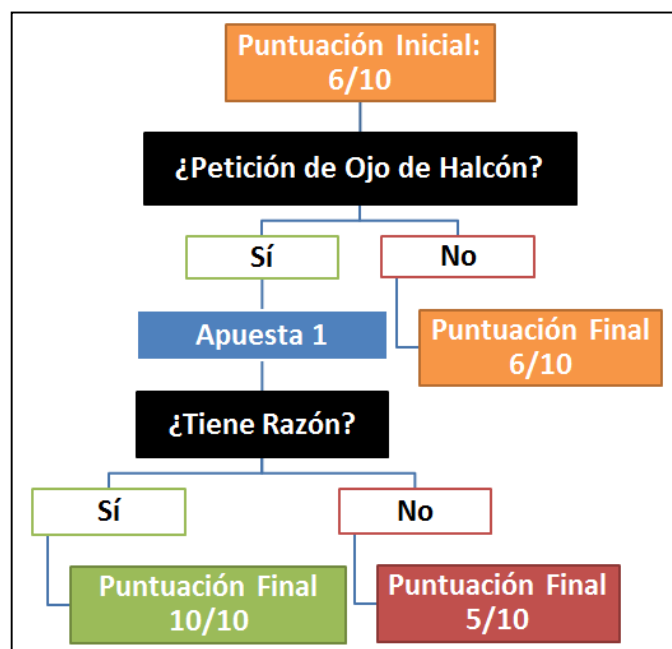 Puntuación Inicial:
6/10
¿Petición de Ojo de Halcón?
Sí
No
Apuesta 1
Puntuación Final
6/10
¿Tiene Razón?
Sí
No
Puntuación Final
10/10
Puntuación Final
5/10